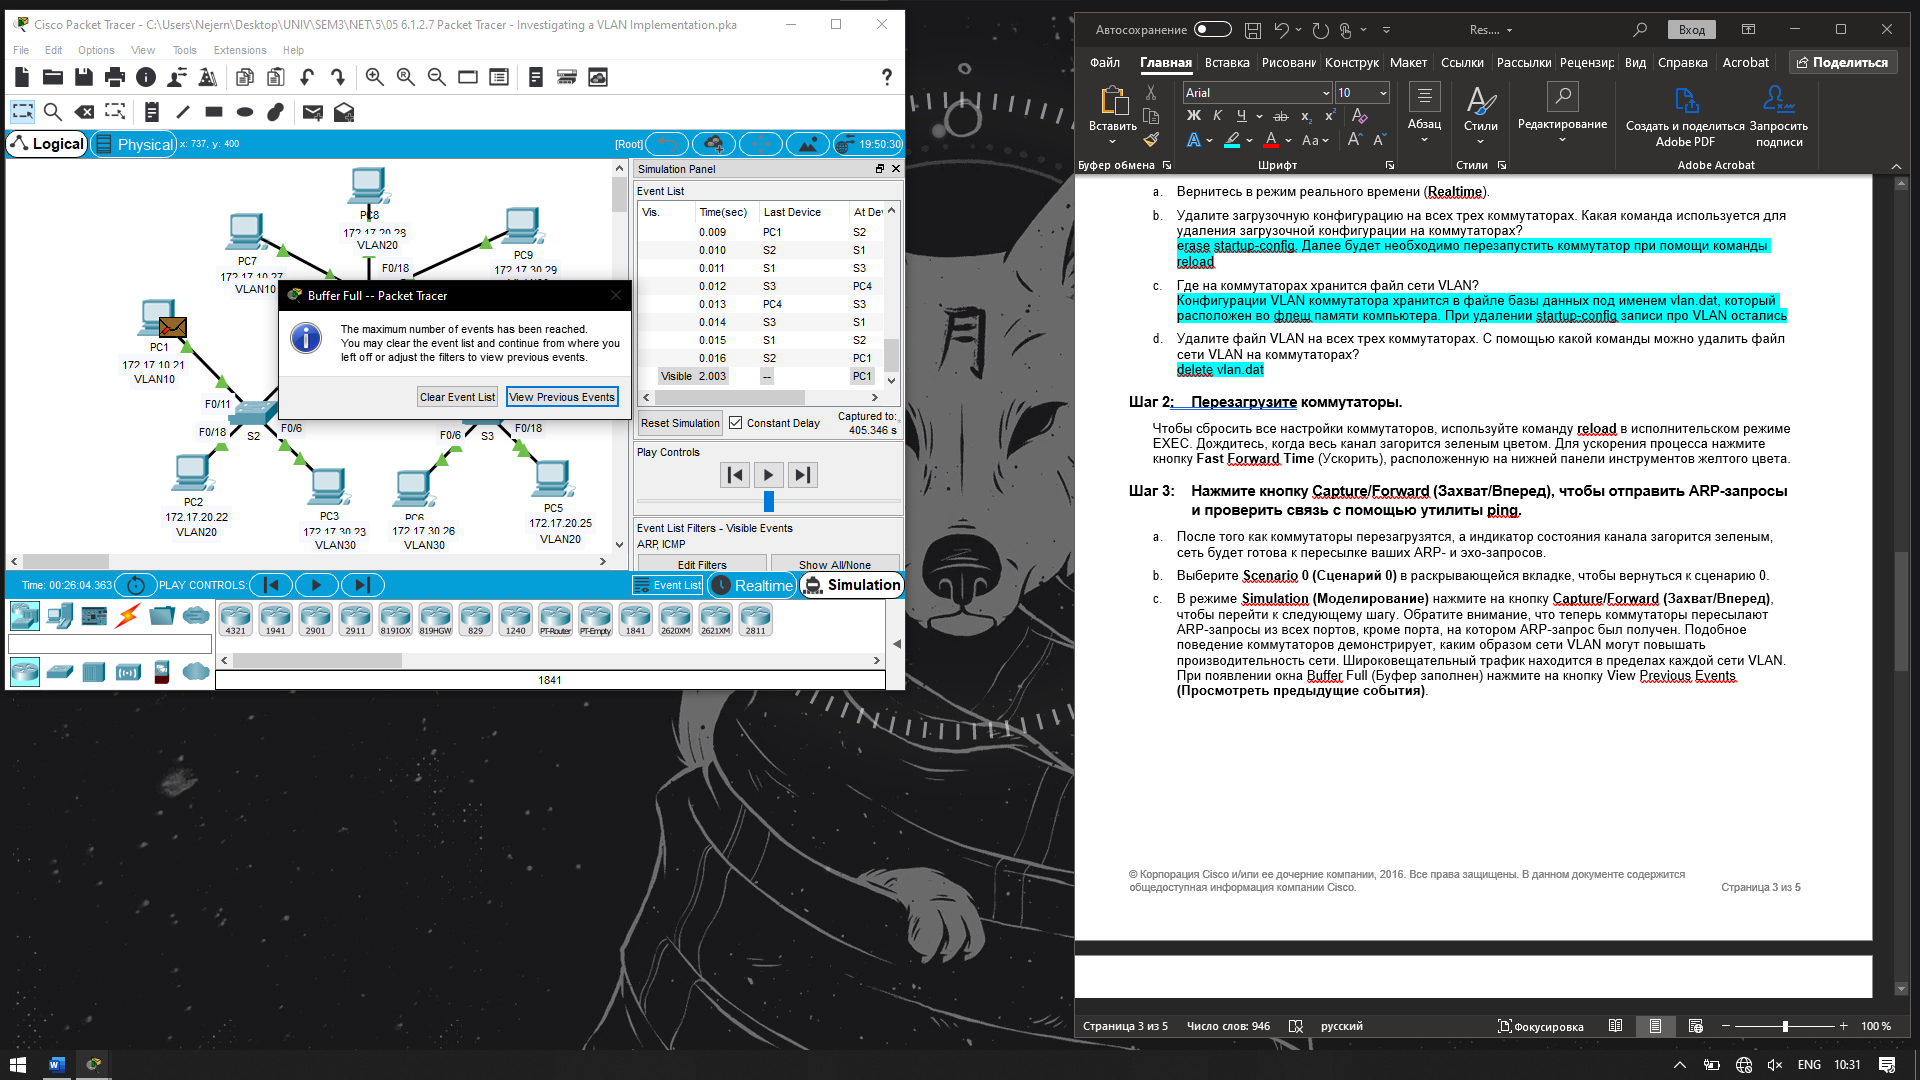 Cisco Packet Tracer - C:\Users\Nejern\Desktop\UNIV\SEM3\NET\5\05 6.1.2.7 Packet Tracer - Investigating a VLAN Implementation.pka
File Edit Options View Tools Extensions Help
Logical Physical x: 737, y: 400 [Root] 19:50:30
PC8
172.17.20.28
VLAN20
PC7
172.17.10.27
VLAN10
F0/18
PC9
172.17.30.29
PC1
172.17.10.21
VLAN10
F0/11
F0/18
F0/6
S2
F0/6
S3
F0/18
PC2
172.17.20.22
VLAN20
PC3
172.17.30.23
VLAN30
PC6
172.17.30.26
VLAN30
PC5
172.17.20.25
VLAN20
Buffer Full -- Packet Tracer
The maximum number of events has been reached.
You may clear the event list and continue from where you
left off or adjust the filters to view previous events.
Clear Event List View Previous Events
Simulation Panel
Event List
Vis. Time(sec) Last Device At Dev
0.009 PC1 S2
0.010 S2 S1
0.011 S1 S3
0.012 S3 PC4
0.013 PC4 S3
0.014 S3 S1
0.015 S1 S2
0.016 S2 PC1
Visible 2.003 -- PC1
Reset Simulation Constant Delay Captured to:
405.346 s
Play Controls
Event List Filters - Visible Events
ARP, ICMP
Edit Filters Show All/None
Time: 00:26:04.363 PLAY CONTROLS: Event List Realtime Simulation
4321 1941 2901 2911 819IOX 819HGW 829 1240 PT-Router PT-Empty 1841 2620XM 2621XM 2811
1841
月
Автосохранение Res.... Вход
Файл Главная Вставка Рисовани Конструк Макет Ссылки Рассылки Рецензир Вид Справка Acrobat Поделиться
Arial 10
Вставить
Ж К Ч ab x₂ x²
A A Aa A A
Абзац Стили Редактирование
Создать и поделиться Adobe PDF
Запросить подписи
Буфер обмена Шрифт Стили Adobe Acrobat
a. Вернитесь в режим реального времени (Realtime).
b. Удалите загрузочную конфигурацию на всех трех коммутаторах. Какая команда используется для
удаления загрузочной конфигурации на коммутаторах?
erase startup-config. Далее будет необходимо перезапустить коммутатор при помощи команды
reload
c. Где на коммутаторах хранится файл сети VLAN?
Конфигурации VLAN коммутатора хранится в файле базы данных под именем vlan.dat, который
расположен во флеш памяти компьютера. При удалении startup-config записи про VLAN остались
d. Удалите файл VLAN на всех трех коммутаторах. С помощью какой команды можно удалить файл
сети VLAN на коммутаторах?
delete vlan.dat
Шаг 2: Перезагрузите коммутаторы.
Чтобы сбросить все настройки коммутаторов, используйте команду reload в исполнительском режиме
EXEC. Дождитесь, когда весь канал загорится зеленым цветом. Для ускорения процесса нажмите
кнопку Fast Forward Time (Ускорить), расположенную на нижней панели инструментов желтого цвета.
Шаг 3: Нажмите кнопку Capture/Forward (Захват/Вперед), чтобы отправить ARP-запросы
и проверить связь с помощью утилиты ping.
a. После того как коммутаторы перезагрузятся, а индикатор состояния канала загорится зеленым,
сеть будет готова к пересылке ваших ARP- и эхо-запросов.
b. Выберите Scenario 0 (Сценарий 0) в раскрывающейся вкладке, чтобы вернуться к сценарию 0.
c. В режиме Simulation (Моделирование) нажмите на кнопку Capture/Forward (Захват/Вперед),
чтобы перейти к следующему шагу. Обратите внимание, что теперь коммутаторы пересылают
ARP-запросы из всех портов, кроме порта, на котором ARP-запрос был получен. Подобное
поведение коммутаторов демонстрирует, каким образом сети VLAN могут повышать
производительность сети. Широковещательный трафик находится в пределах каждой сети VLAN.
При появлении окна Buffer Full (Буфер заполнен) нажмите на кнопку View Previous Events
(Просмотреть предыдущие события).
© Корпорация Cisco и/или ее дочерние компании, 2016. Все права защищены. В данном документе содержится
общедоступная информация компании Cisco. Страница 3 из 5
Страница 3 из 5 Число слов: 946 русский Фокусировка 100 %
ENG 10:31